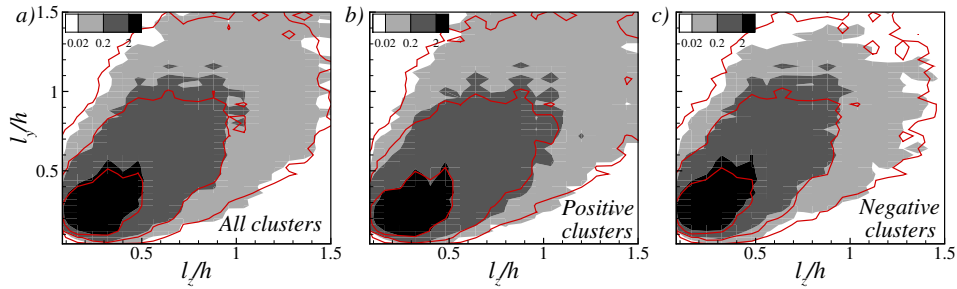 a) b) c)
-0.02 0.2 2 -0.02 0.2 2 -0.02 0.2 2
1.5
1
0.5
l_y/h
All clusters
Positive
clusters
Negative
clusters
0.5 1 1.5 0.5 1 1.5 0.5 1 1.5
l_z/h l_z/h l_z/h